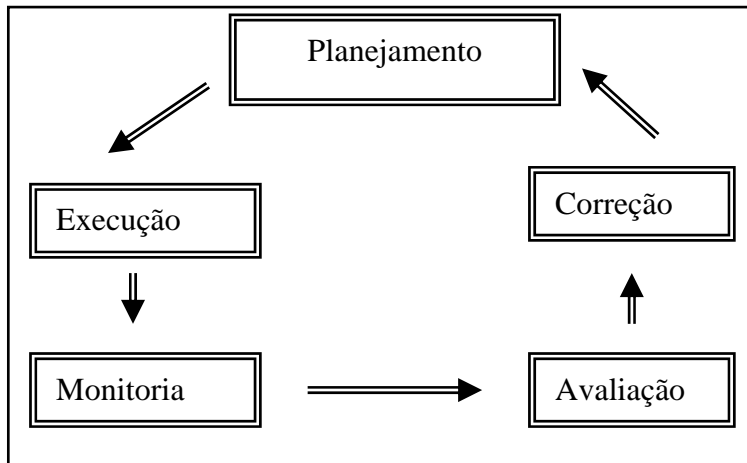 Planejamento
Execução
Correção
Monitoria
Avaliação